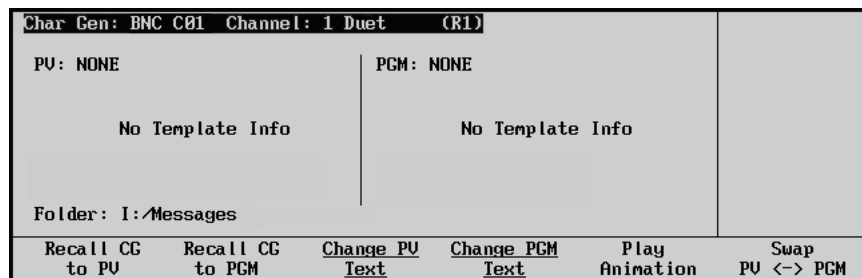 Char Gen: BNC C01 Channel: 1 Duet (R1)
PV: NONE PGM: NONE
No Template Info No Template Info
Folder: I:/Messages
Recall CG Recall CG Change PV Change PGM Play Swap
to PV to PGM Text Text Animation PV <-> PGM